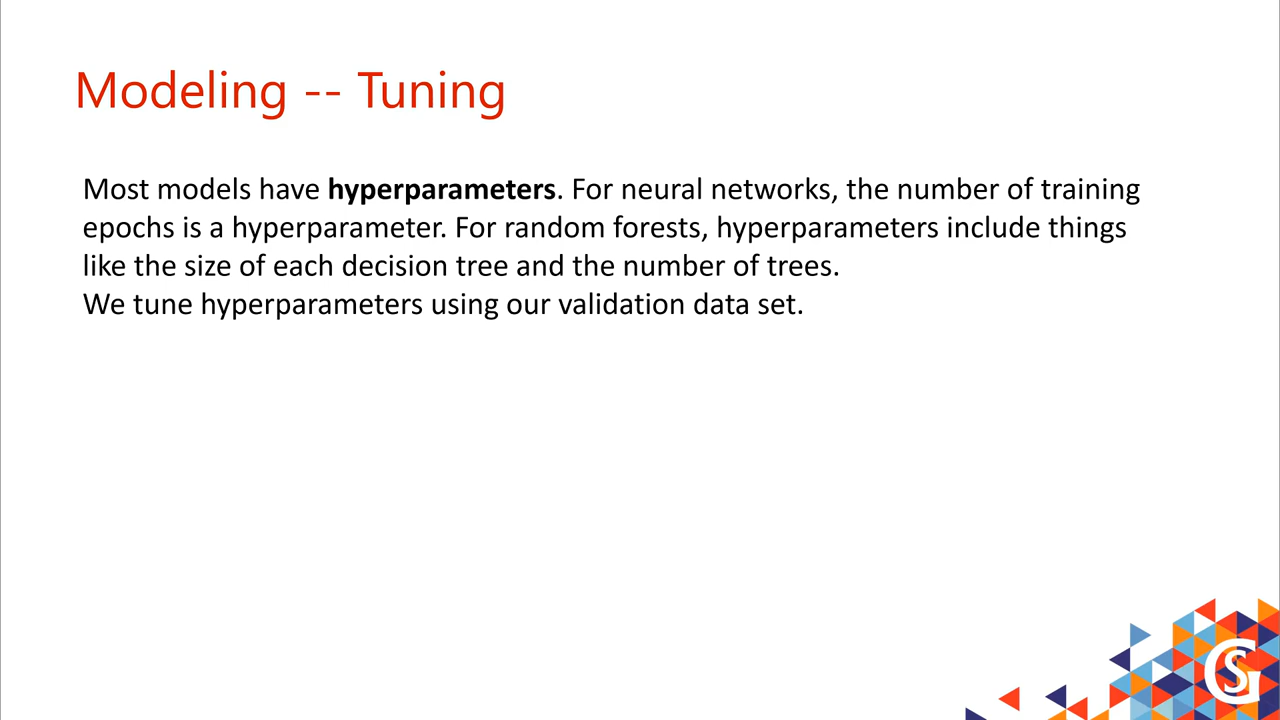 Modeling -- Tuning
Most models have hyperparameters. For neural networks, the number of training
epochs is a hyperparameter. For random forests, hyperparameters include things
like the size of each decision tree and the number of trees.
We tune hyperparameters using our validation data set.
GS